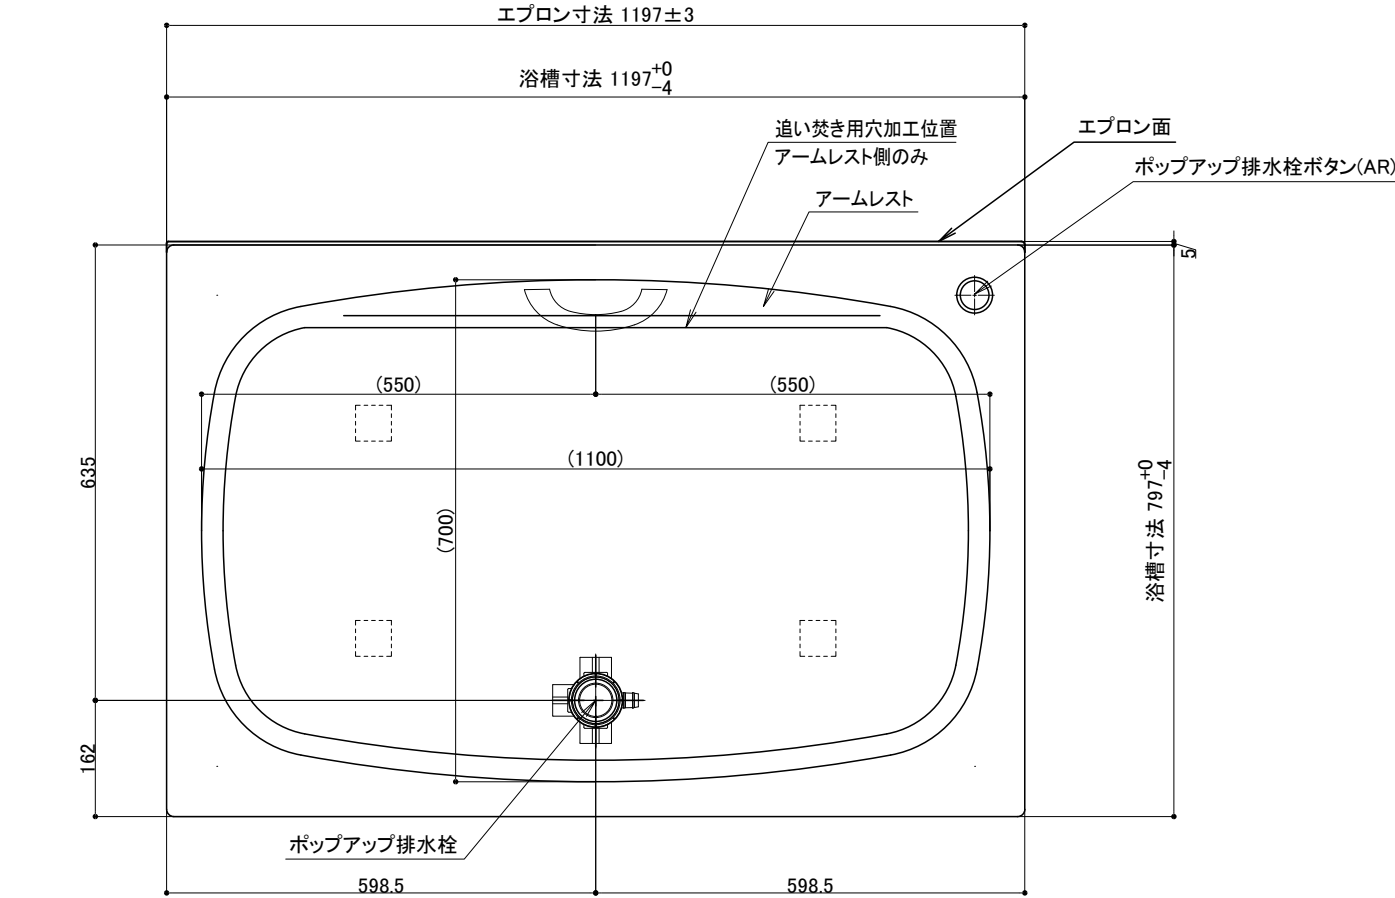 エプロン寸法 1197±3
浴槽寸法 1197 +0 −4
追い焚き用穴加工位置
アームレスト側のみ
エプロン面
ポップアップ排水栓ボタン(AR)
アームレスト
5
(550)
(550)
(1100)
635
(700)
浴槽寸法 797 +0 −4
162
ポップアップ排水栓
598.5
598.5